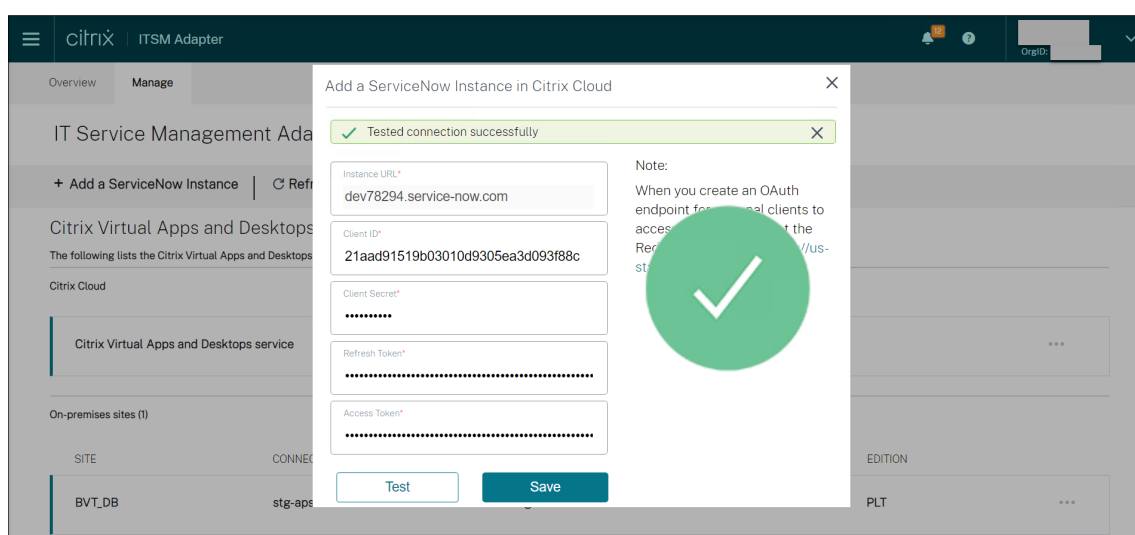 citrix | ITSM Adapter
12
?
OrgID:
Overview Manage
IT Service Management Ada
+ Add a ServiceNow Instance Refr
Citrix Virtual Apps and Desktops
The following lists the Citrix Virtual Apps and Desktops
Citrix Cloud
Citrix Virtual Apps and Desktops service
On-premises sites (1)
SITE CONNEC EDITION
BVT_DB stg-aps PLT
Add a ServiceNow Instance in Citrix Cloud
Tested connection successfully
Instance URL*
dev78294.service-now.com
Client ID*
21aad91519b03010d9305ea3d093f88c
Client Secret*
Refresh Token*
Access Token*
Test Save
Note:
When you create an OAuth
endpoint nal clients to
acces t the
Rec //us-
st